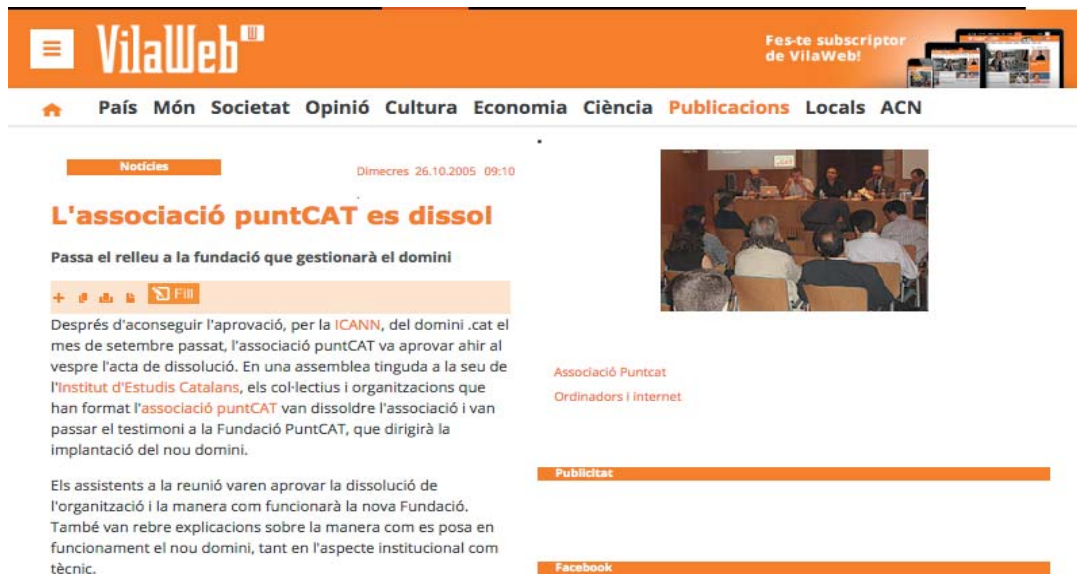 VilaWeb
Fes-te subscriptor
de VilaWeb!
País Món Societat Opinió Cultura Economia Ciència Publicacions Locals ACN
Notícies
Dimecres 26.10.2005 09:10
L'associació puntCAT es dissol
Passa el relleu a la fundació que gestionarà el domini
Fill
Després d'aconseguir l'aprovació, per la ICANN, del domini .cat el
mes de setembre passat, l'associació puntCAT va aprovar ahir al
vespre l'acta de dissolució. En una assemblea tinguda a la seu de
l'Institut d'Estudis Catalans, els col·lectius i organitzacions que
han format l'associació puntCAT van dissoldre l'associació i van
passar el testimoni a la Fundació PuntCAT, que dirigirà la
implantació del nou domini.
Els assistents a la reunió varen aprovar la dissolució de
l'organització i la manera com funcionarà la nova Fundació.
També van rebre explicacions sobre la manera com es posa en
funcionament el nou domini, tant en l'aspecte institucional com
tècnic.
Associació Puntcat
Ordinadors i internet
Publicitat
Facebook